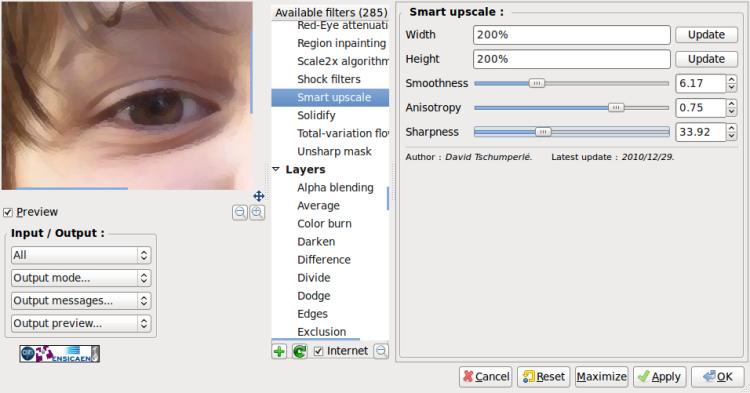 Preview
Input / Output :
All
Output mode...
Output messages...
Output preview...
ENSICAEN
Available filters (285)
Red-Eye attenuati
Region inpainting
Scale2x algorithm
Shock filters
Smart upscale
Solidify
Total-variation flo
Unsharp mask
Layers
Alpha blending
Average
Color burn
Darken
Difference
Divide
Dodge
Edges
Exclusion
Internet
Smart upscale :
Width 200% Update
Height 200% Update
Smoothness 6.17
Anisotropy 0.75
Sharpness 33.92
Author : David Tschumperlé. Latest update : 2010/12/29.
Cancel Reset Maximize Apply OK